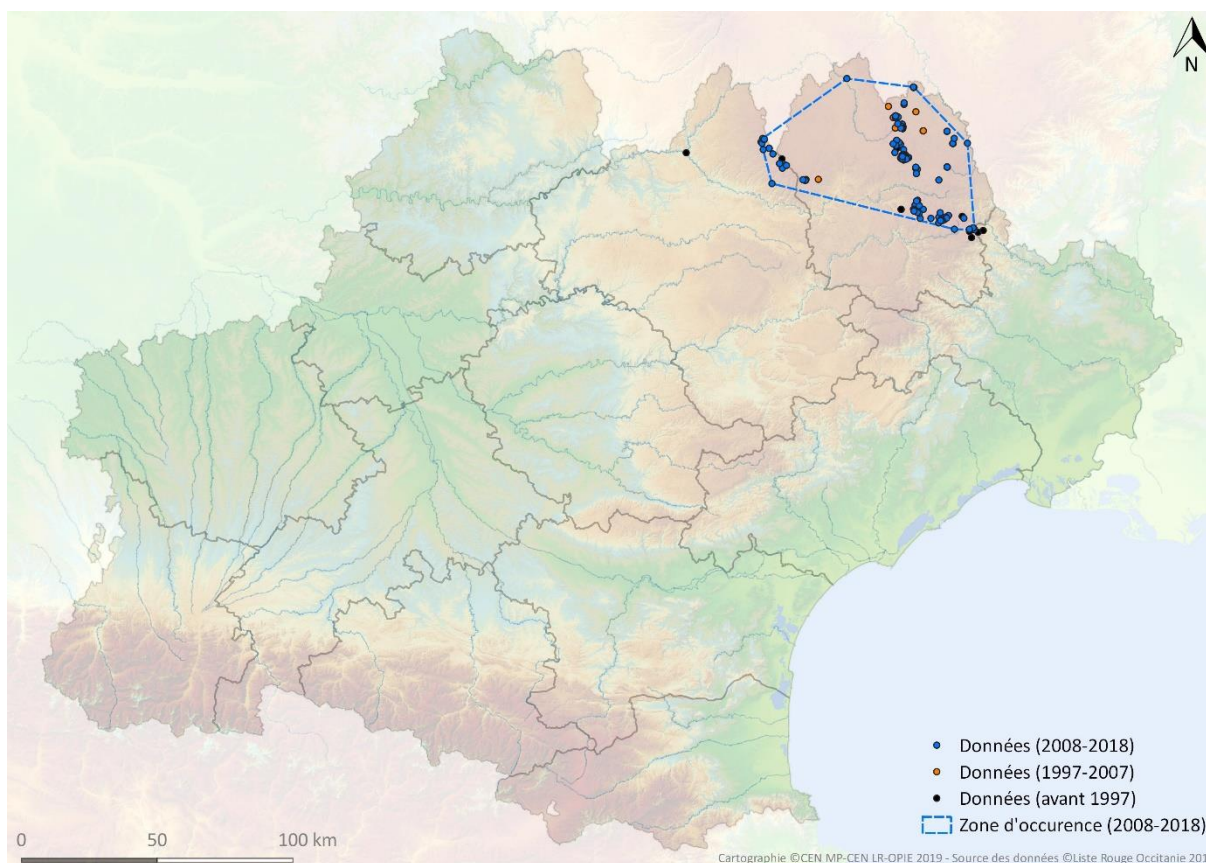 N
Données (2008-2018)
Données (1997-2007)
Données (avant 1997)
Zone d'occurence (2008-2018)
0 50 100 km
Cartographie ©CEN MP-CEN LR-OPIE 2019 - Source des données ©Liste Rouge Occitanie 201